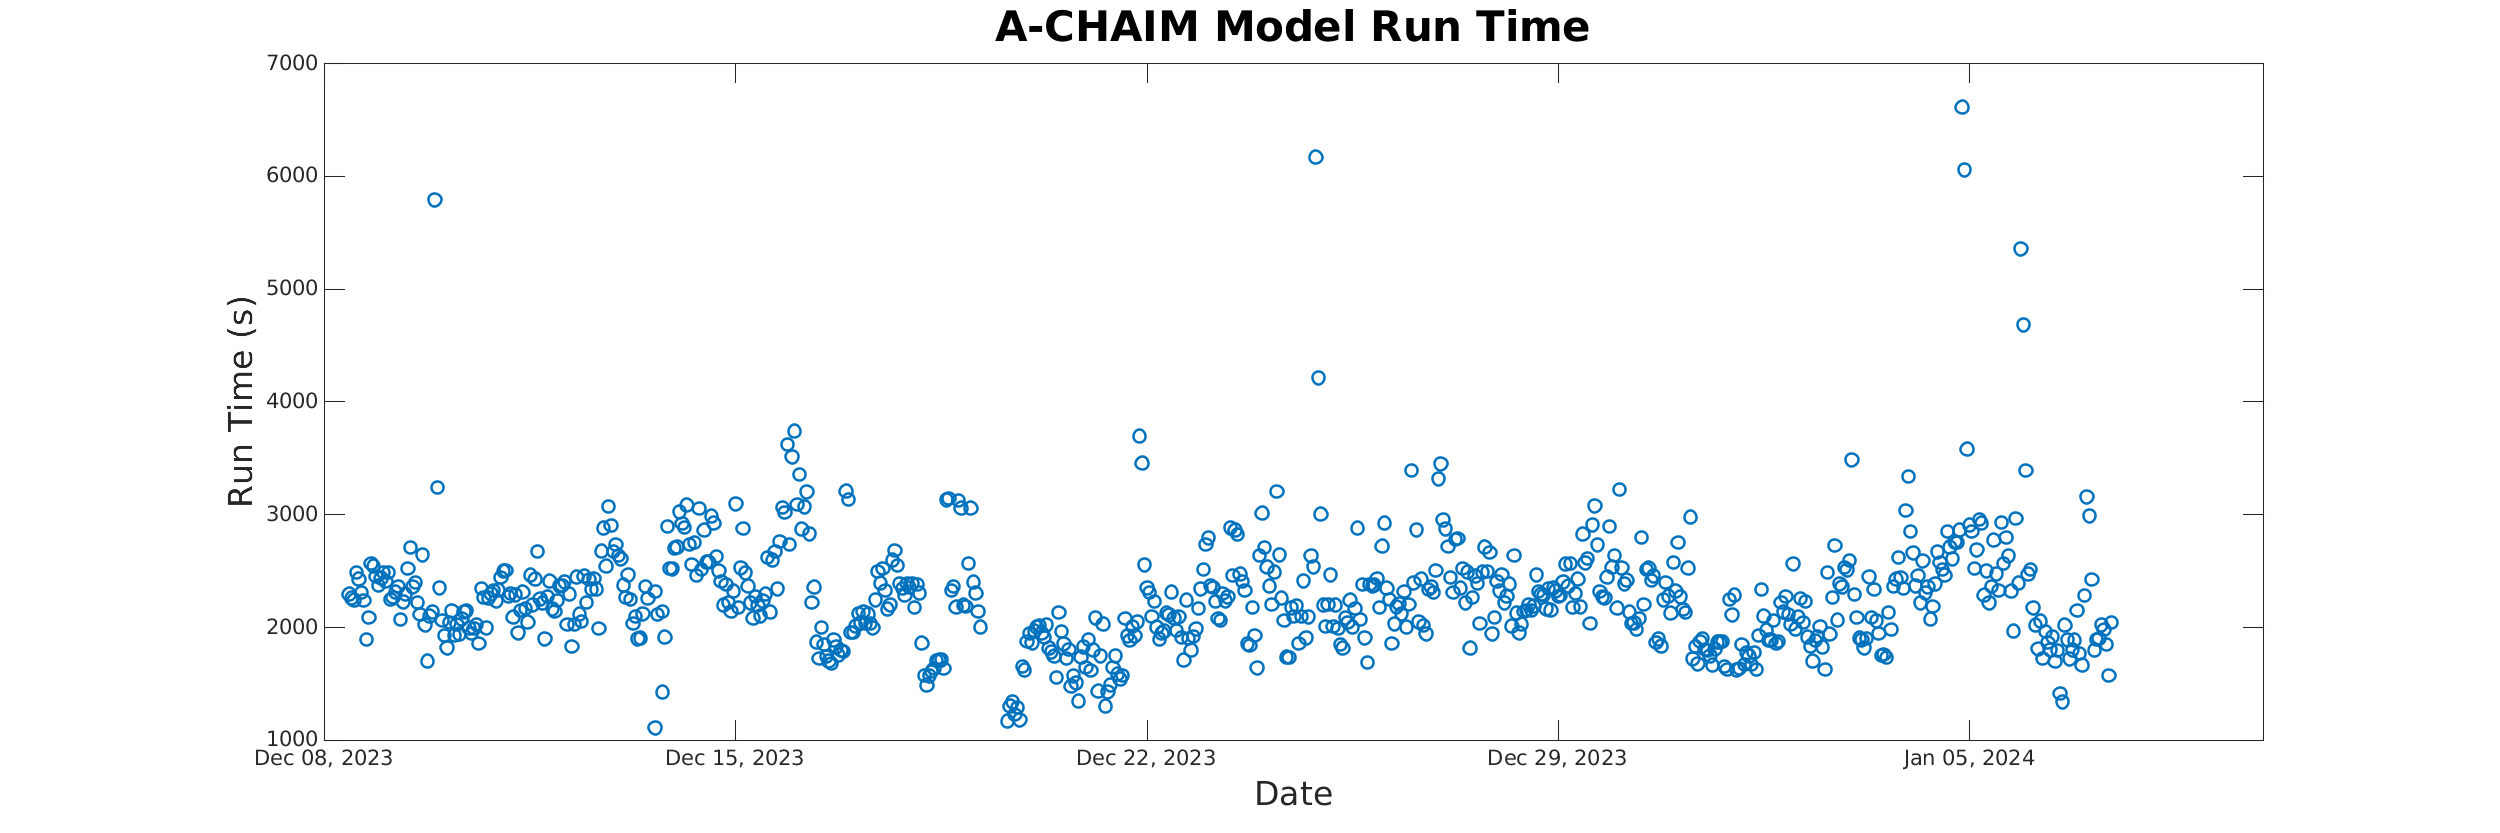 A-CHAIM Model Run Time
7000
6000
5000
4000
3000
2000
1000
Run Time (s)
Dec 08, 2023
Dec 15, 2023
Dec 22, 2023
Dec 29, 2023
Jan 05, 2024
Date